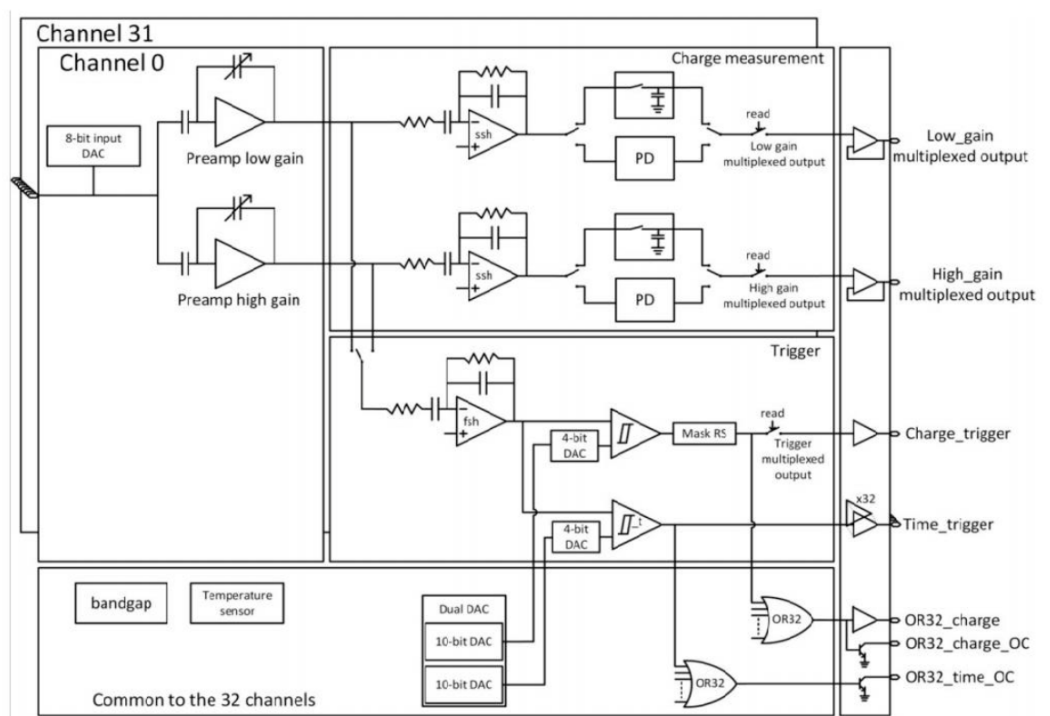 Channel 31
Channel 0
Charge measurement
8-bit input
DAC
Preamp low gain
ssh
PD
read
Low gain
multiplexed output
Low_gain
multiplexed output
Preamp high gain
ssh
PD
read
High gain
multiplexed output
High_gain
multiplexed output
Trigger
fsh
4-bit
DAC
Mask RS
read
Trigger
multiplexed
output
Charge_trigger
4-bit
DAC
_t
x32
Time_trigger
bandgap
Temperature
sensor
Dual DAC
10-bit DAC
10-bit DAC
OR32
OR32
OR32_charge
OR32_charge_OC
OR32_time_OC
Common to the 32 channels